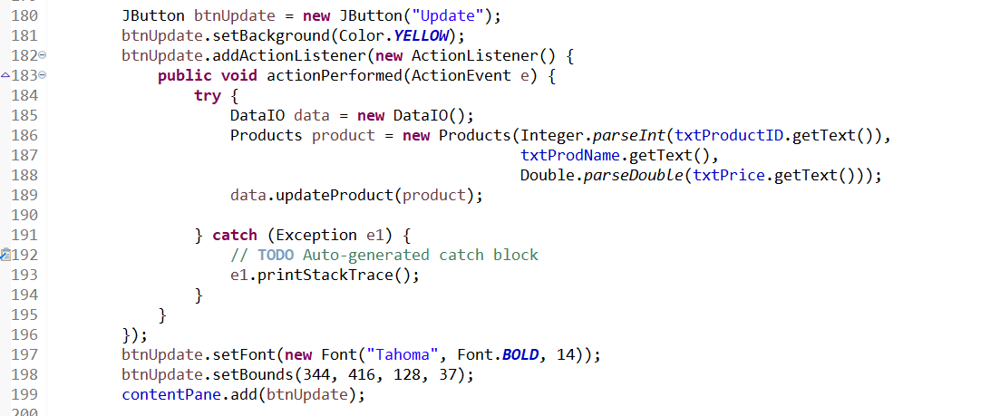 180 JButton btnUpdate = new JButton("Update");
181 btnUpdate.setBackground(Color.YELLOW);
182 btnUpdate.addActionListener(new ActionListener() {
183 public void actionPerformed(ActionEvent e) {
184 try {
185 DataIO data = new DataIO();
186 Products product = new Products(Integer.parseInt(txtProductID.getText()),
187 txtProdName.getText(),
188 Double.parseDouble(txtPrice.getText()));
189 data.updateProduct(product);
190
191 } catch (Exception e1) {
192 // TODO Auto-generated catch block
193 e1.printStackTrace();
194 }
195 }
196 });
197 btnUpdate.setFont(new Font("Tahoma", Font.BOLD, 14));
198 btnUpdate.setBounds(344, 416, 128, 37);
199 contentPane.add(btnUpdate);
200